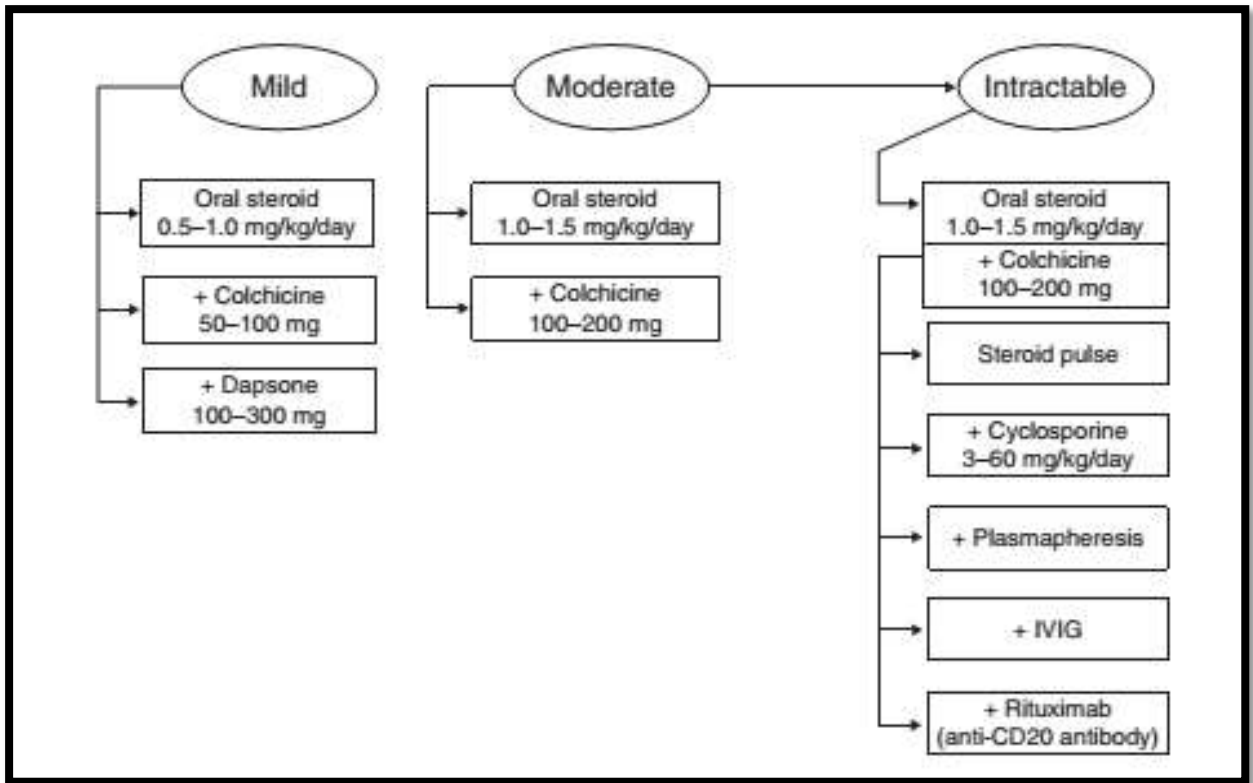 Mild
Oral steroid
0.5–1.0 mg/kg/day
+ Colchicine
50–100 mg
+ Dapsone
100–300 mg
Moderate
Oral steroid
1.0–1.5 mg/kg/day
+ Colchicine
100–200 mg
Intractable
Oral steroid
1.0–1.5 mg/kg/day
+ Colchicine
100–200 mg
Steroid pulse
+ Cyclosporine
3–60 mg/kg/day
+ Plasmapheresis
+ IVIG
+ Rituximab
(anti-CD20 antibody)